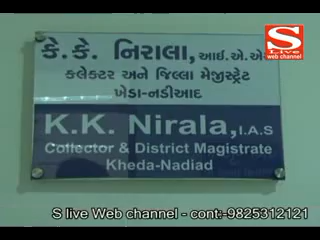 S live
web channel
કે.કે. નિરાલા, આઈ.એ.એસ
કલેકટર અને જિલ્લા મેજીસ્ટ્રેટ
ખેડા-નડીઆદ
K.K. Nirala, I.A.S
Collector & District Magistrate
Kheda-Nadiad
S live Web channel - cont:-9825312121